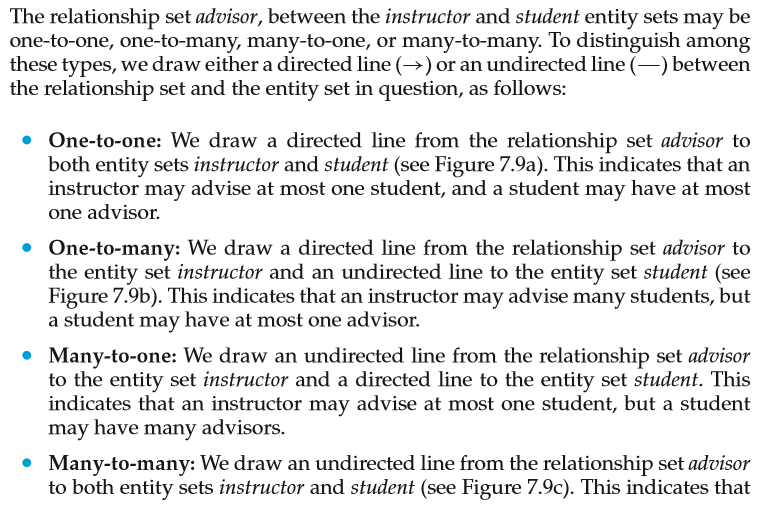 The relationship set advisor, between the instructor and student entity sets may be
one-to-one, one-to-many, many-to-one, or many-to-many. To distinguish among
these types, we draw either a directed line (→) or an undirected line (—) between
the relationship set and the entity set in question, as follows:
• One-to-one: We draw a directed line from the relationship set advisor to
both entity sets instructor and student (see Figure 7.9a). This indicates that an
instructor may advise at most one student, and a student may have at most
one advisor.
• One-to-many: We draw a directed line from the relationship set advisor to
the entity set instructor and an undirected line to the entity set student (see
Figure 7.9b). This indicates that an instructor may advise many students, but
a student may have at most one advisor.
• Many-to-one: We draw an undirected line from the relationship set advisor
to the entity set instructor and a directed line to the entity set student. This
indicates that an instructor may advise at most one student, but a student
may have many advisors.
• Many-to-many: We draw an undirected line from the relationship set advisor
to both entity sets instructor and student (see Figure 7.9c). This indicates that